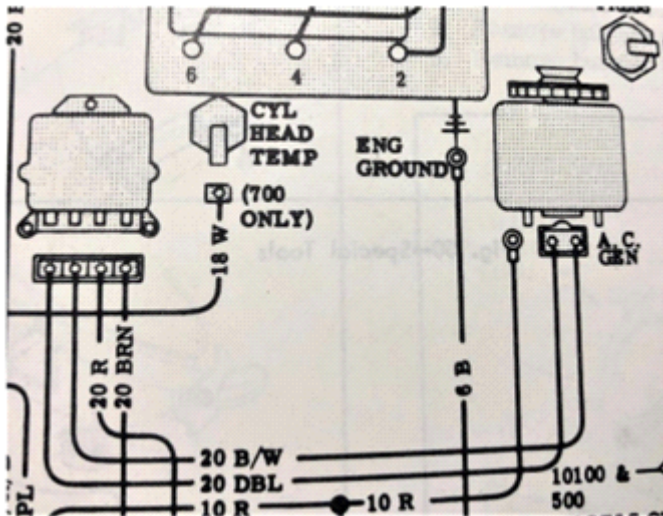 6
4
2
CYL
HEAD
TEMP
(700
ONLY)
ENG
GROUND
A.C.
GEN
18 W
20 R
20 BRN
6 B
20 B/W
20 DBL
10 R
10 R
10100 &
500
PL